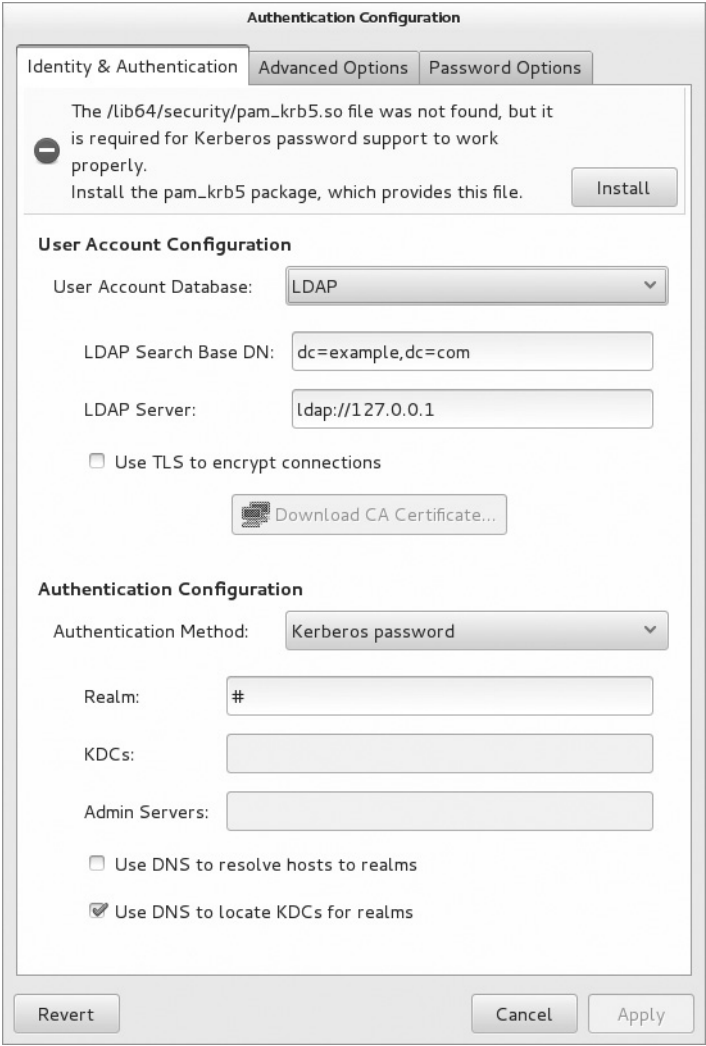 Authentication Configuration
Identity & Authentication
Advanced Options
Password Options
The /lib64/security/pam_krb5.so file was not found, but it
is required for Kerberos password support to work
properly.
Install the pam_krb5 package, which provides this file.
Install
User Account Configuration
User Account Database: LDAP
LDAP Search Base DN: dc=example,dc=com
LDAP Server: ldap://127.0.0.1
Use TLS to encrypt connections
Download CA Certificate...
Authentication Configuration
Authentication Method: Kerberos password
Realm: #
KDCs:
Admin Servers:
Use DNS to resolve hosts to realms
Use DNS to locate KDCs for realms
Revert
Cancel
Apply